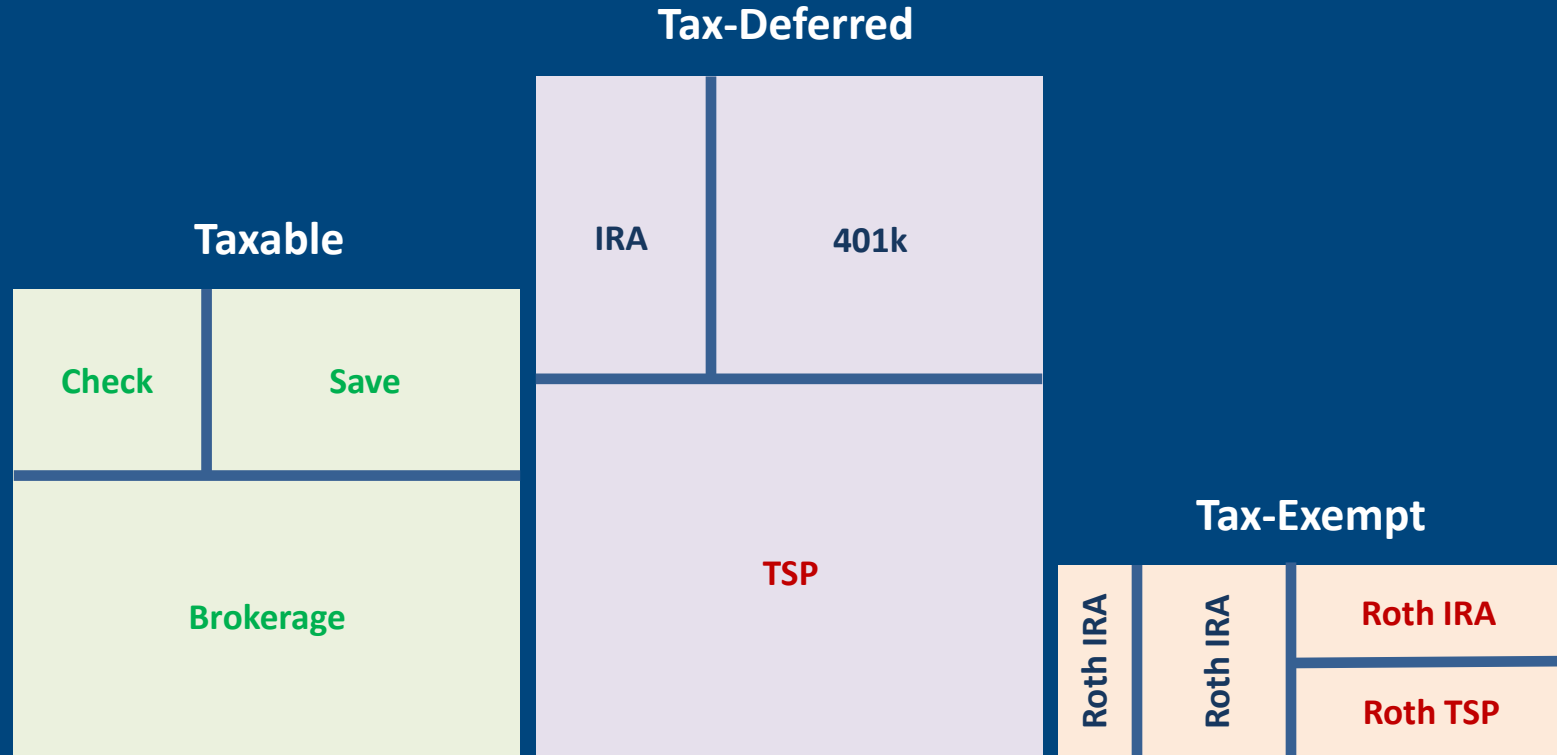 Tax-Deferred
IRA
401k
TSP
Taxable
Check
Save
Brokerage
Tax-Exempt
Roth IRA
Roth IRA
Roth IRA
Roth TSP